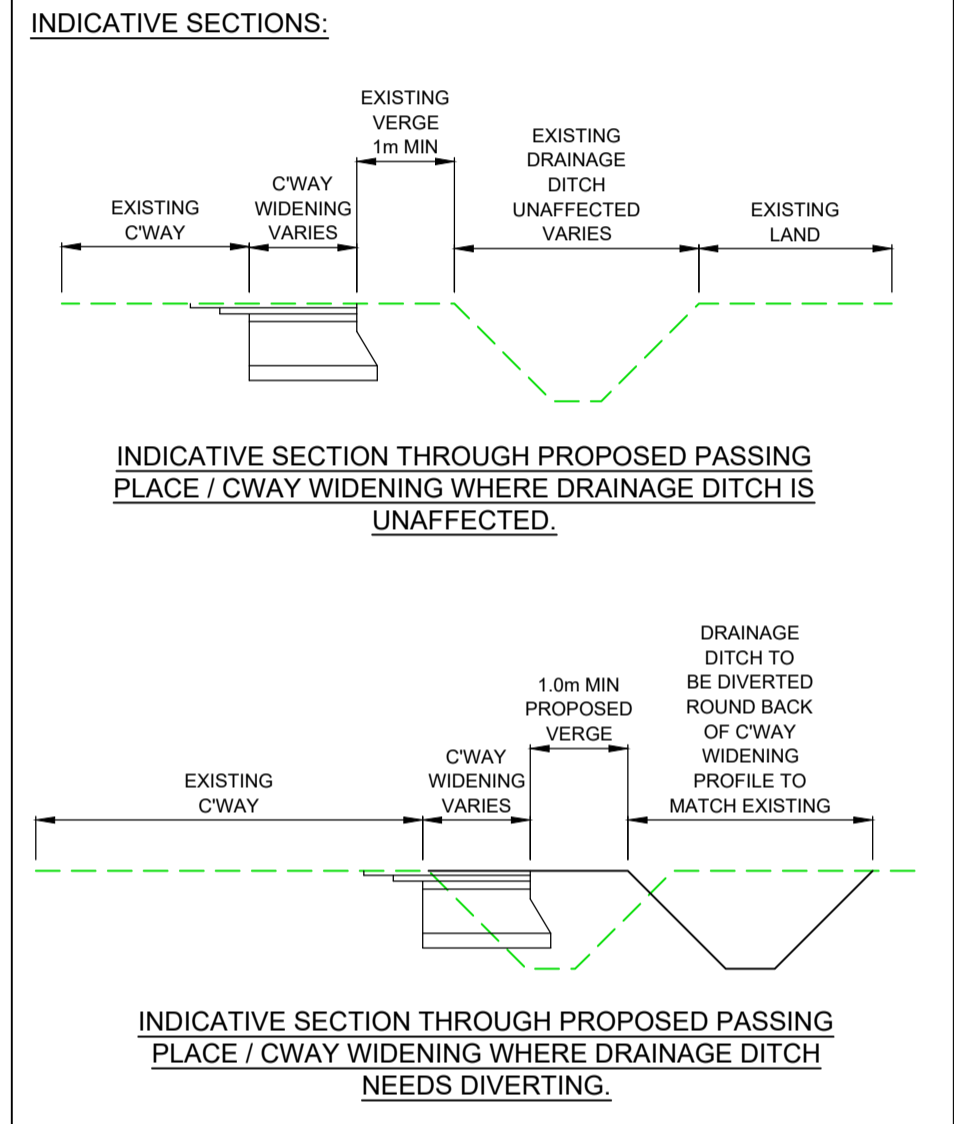 INDICATIVE SECTIONS:
EXISTING
C'WAY
C'WAY
WIDENING
VARIES
EXISTING
VERGE
1m MIN
EXISTING
DRAINAGE
DITCH
UNAFFECTED
VARIES
EXISTING
LAND
INDICATIVE SECTION THROUGH PROPOSED PASSING
PLACE / CWAY WIDENING WHERE DRAINAGE DITCH IS
UNAFFECTED.
EXISTING
C'WAY
C'WAY
WIDENING
VARIES
1.0m MIN
PROPOSED
VERGE
DRAINAGE
DITCH TO
BE DIVERTED
ROUND BACK
OF C'WAY
WIDENING
PROFILE TO
MATCH EXISTING
INDICATIVE SECTION THROUGH PROPOSED PASSING
PLACE / CWAY WIDENING WHERE DRAINAGE DITCH
NEEDS DIVERTING.